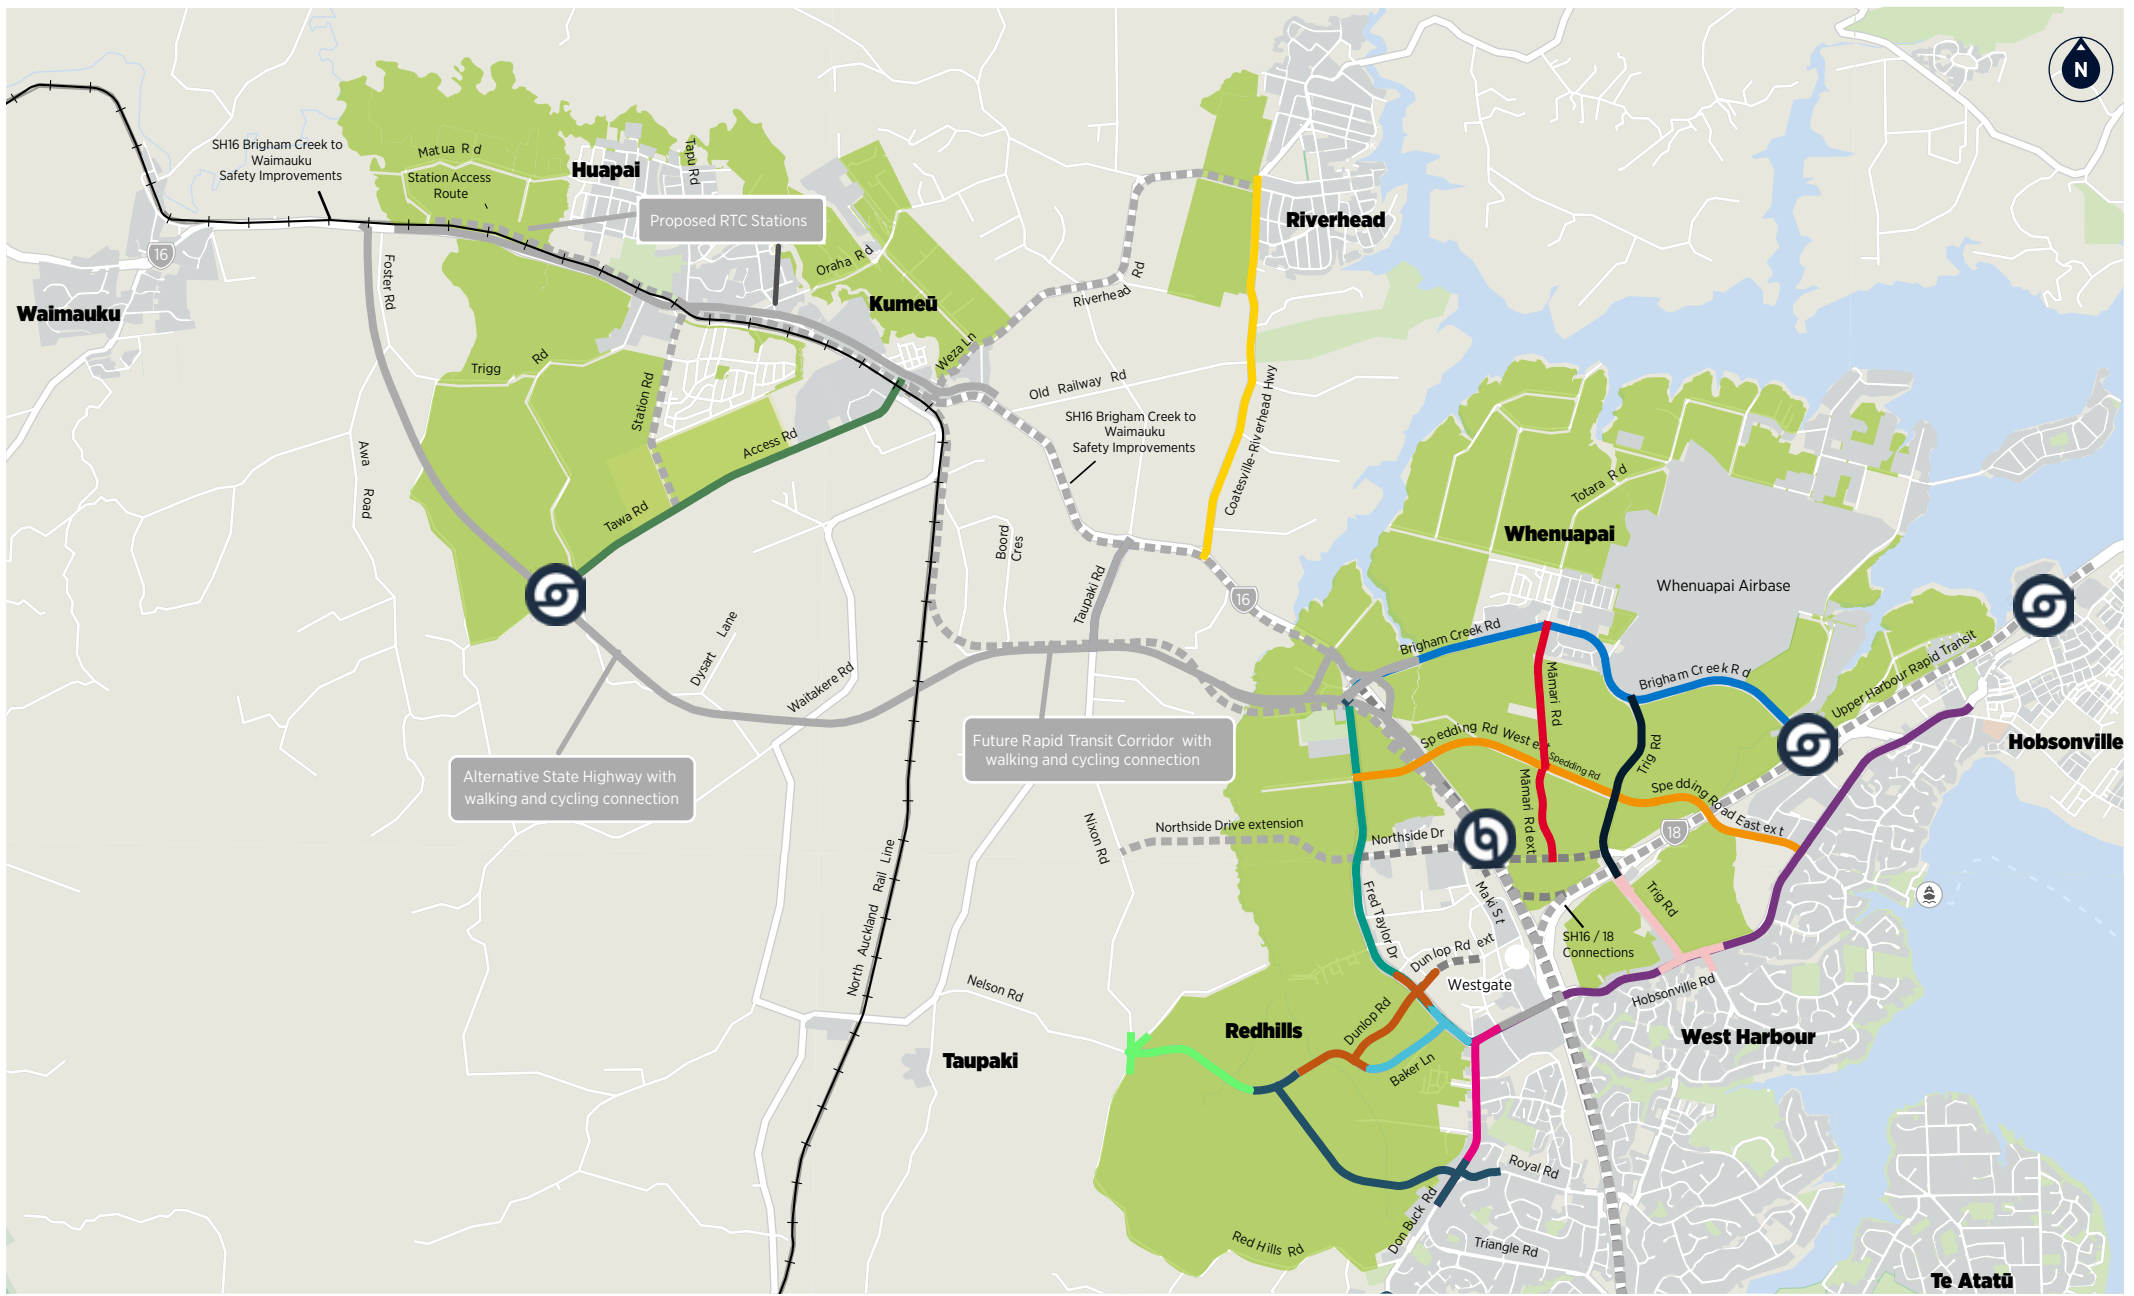 N
SH16 Brigham Creek to
Waimauku
Safety Improvements
Matua Rd
Station Access
Route
Huapai
Tapu Rd
Proposed RTC Stations
Riverhead
16
Waimauku
Foster Rd
Oraha Rd
Kumeū
Riverhead Rd
Weza Ln
Trigg Rd
Station Rd
Old Railway Rd
SH16 Brigham Creek to
Waimauku
Safety Improvements
Coatesville-Riverhead Hwy
Access Rd
Awa Road
Tawa Rd
Boord
Cres
Totara Rd
Whenuapai
Whenuapai Airbase
Taupaki Rd
16
Dysart Lane
Waitakere Rd
Brigham Creek Rd
Māmari Rd
Brigham Creek Rd
Upper Harbour Rapid Transit
Hobsonville
Future Rapid Transit Corridor with
walking and cycling connection
Alternative State Highway with
walking and cycling connection
Spedding Rd West ext
Spedding Rd
Trig Rd
Māmari Rd ext
Spedding Road East ext
18
Nixon Rd
Northside Drive extension
Northside Dr
North Auckland Rail Line
Fred Taylor Dr
Maki St
Trig Rd
SH16 / 18
Connections
Dunlop Rd ext
Westgate
Hobsonville Rd
Nelson Rd
Redhills
Dunlop Rd
Baker Ln
West Harbour
Taupaki
Royal Rd
Don Buck Rd
Red Hills Rd
Triangle Rd
Te Atatū